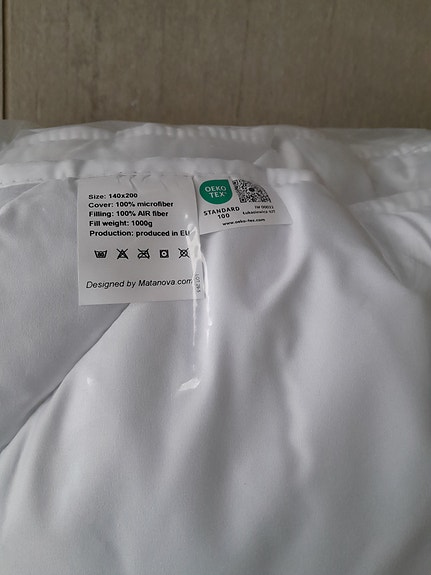 Size: 140x200
Cover: 100% microfiber
Filling: 100% AIR fiber
Fill weight: 1000g
Production: produced in EU
Designed by Matanova.com
OEKO
TEX®
STANDARD
100
www.oeko-tex.com